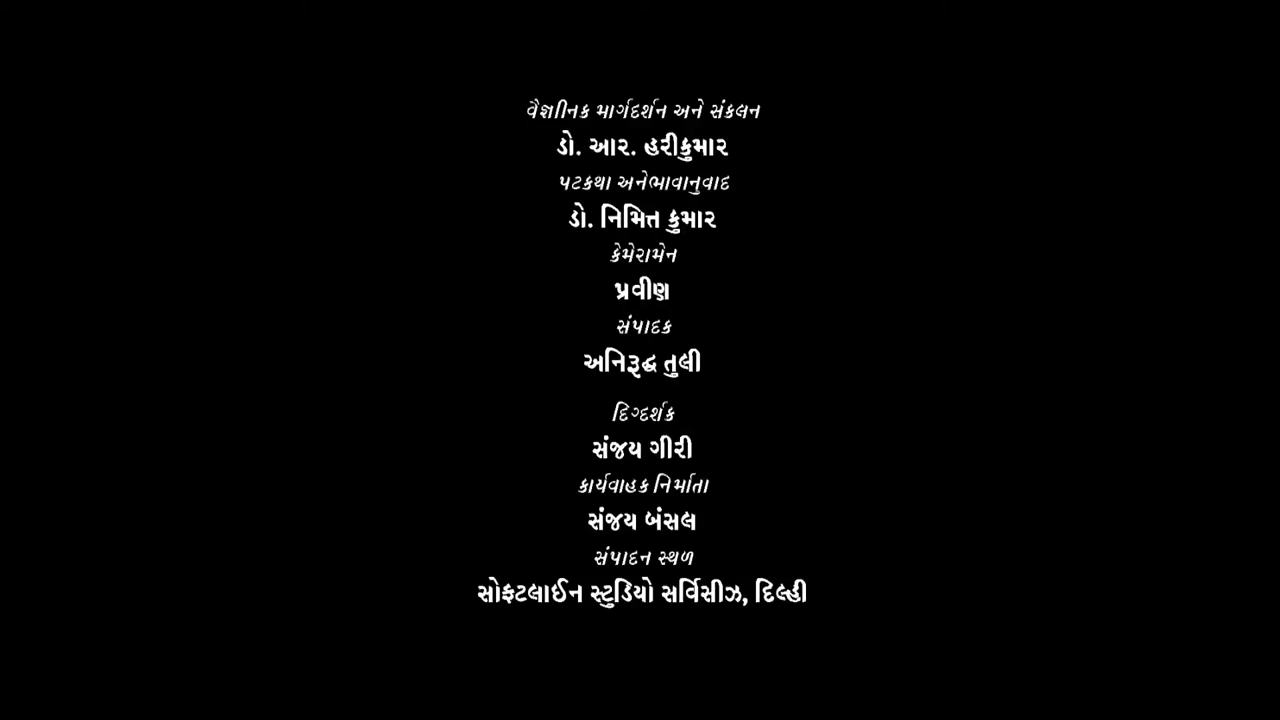 વૈજ્ઞાનિક માર્ગદર્શન અને સંકલન
ડો. આર. હરીકુમાર
પટકથા અનેભાવાનુવાદ
ડો. નિમિત્ત કુમાર
કેમેરામેન
પ્રવીણ
સંપાદક
અનિરૂદ્ધ તુલી
દિગ્દર્શક
સંજય ગીરી
કાર્યવાહક નિર્માતા
સંજય બંસલ
સંપાદન સ્થળ
સોફટલાઈન સ્ટુડિયો સર્વિસીઝ, દિલ્હી